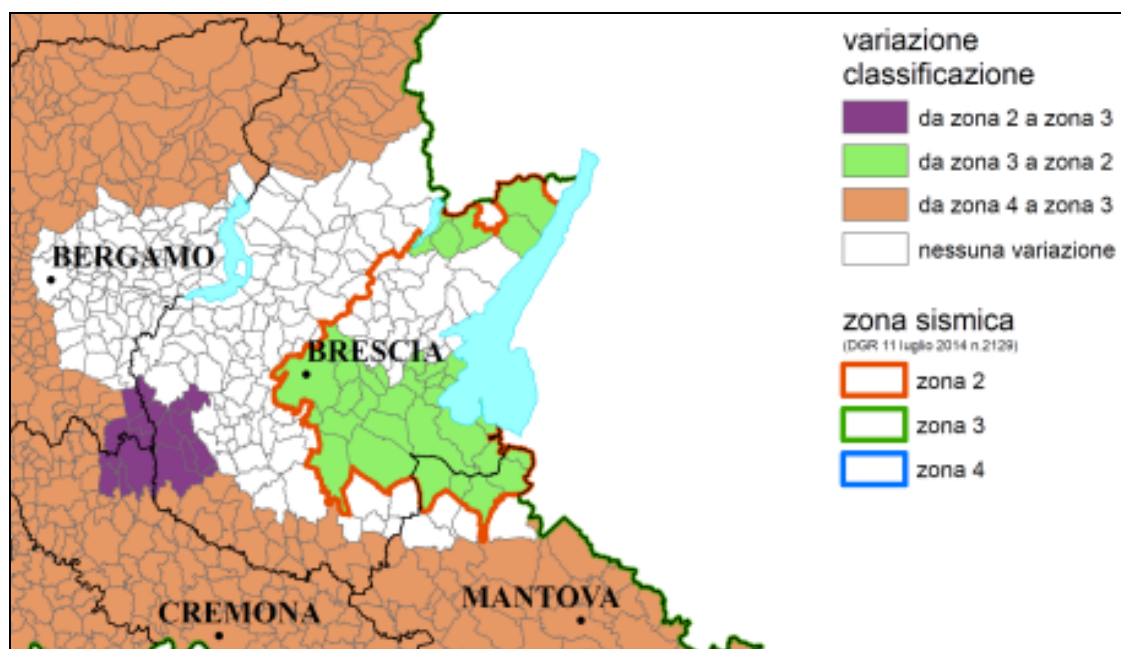 variazione
classificazione
da zona 2 a zona 3
da zona 3 a zona 2
da zona 4 a zona 3
nessuna variazione
zona sismica
(DGR 11 luglio 2014 n.2129)
zona 2
zona 3
zona 4
BERGAMO
BRESCIA
CREMONA
MANTOVA